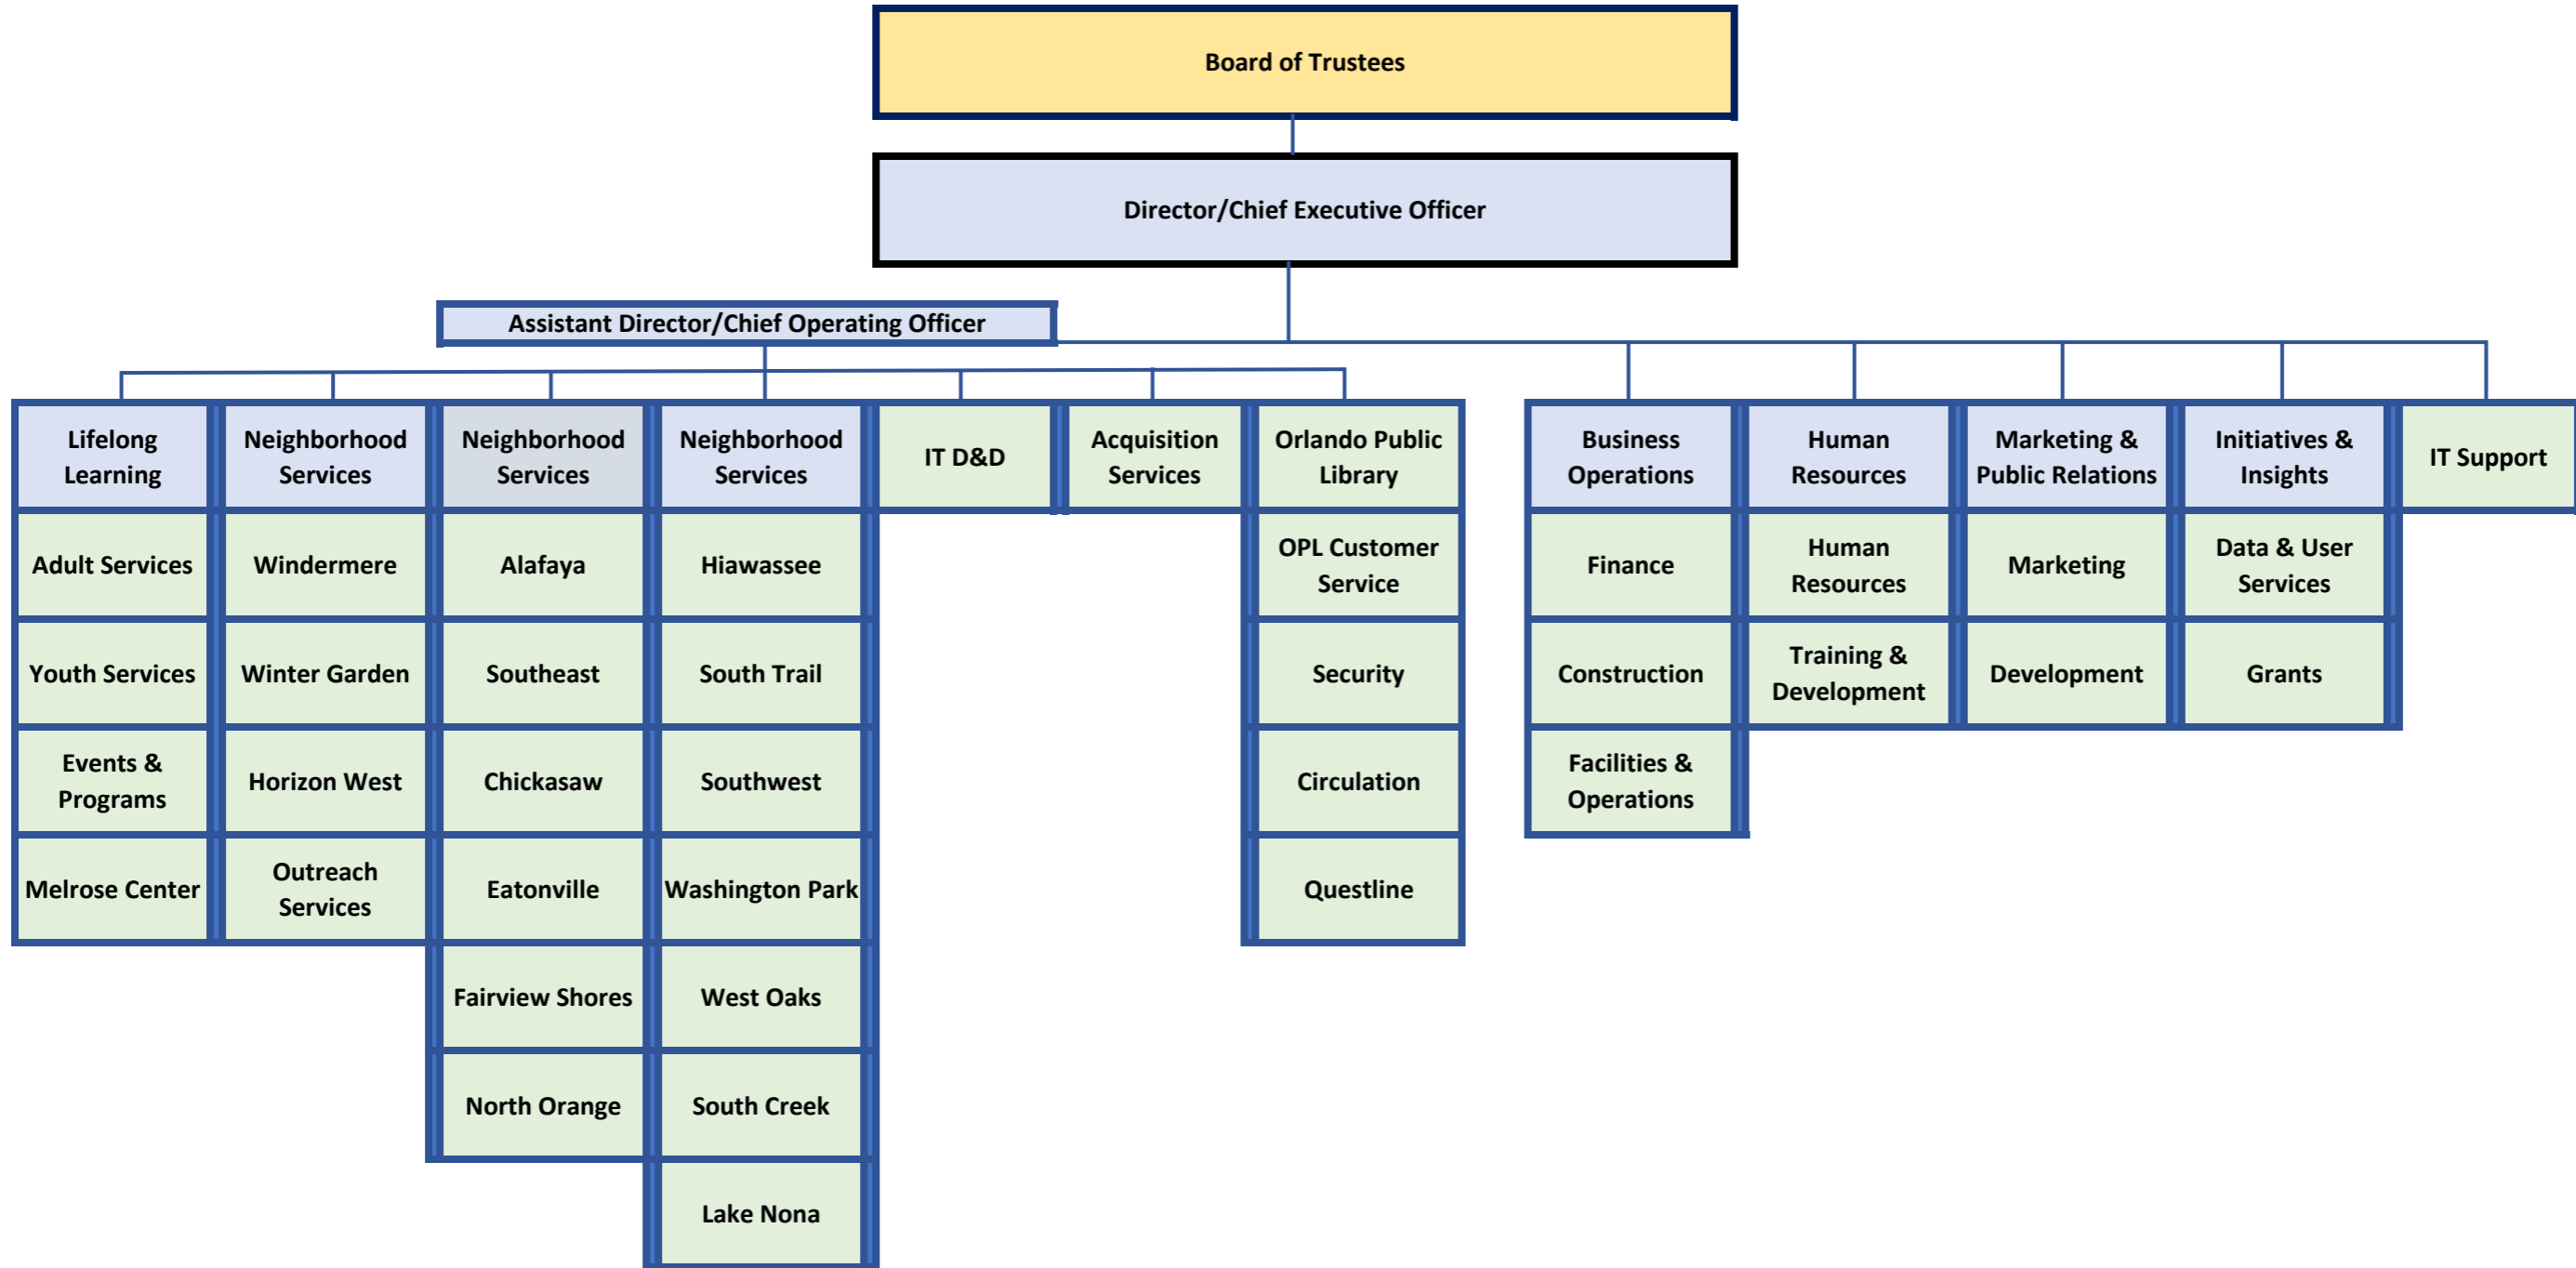 Board of Trustees
Director/Chief Executive Officer
Assistant Director/Chief Operating Officer
Lifelong
Learning
Neighborhood
Services
Neighborhood
Services
Neighborhood
Services
IT D&D
Acquisition
Services
Orlando Public
Library
Business
Operations
Human
Resources
Marketing &
Public Relations
Initiatives &
Insights
IT Support
Adult Services
Windermere
Alafaya
Hiawassee
OPL Customer
Service
Finance
Human
Resources
Marketing
Data & User
Services
Youth Services
Winter Garden
Southeast
South Trail
Security
Construction
Training &
Development
Development
Grants
Events &
Programs
Horizon West
Chickasaw
Southwest
Circulation
Facilities &
Operations
Melrose Center
Outreach
Services
Eatonville
Washington Park
Questline
Fairview Shores
West Oaks
North Orange
South Creek
Lake Nona